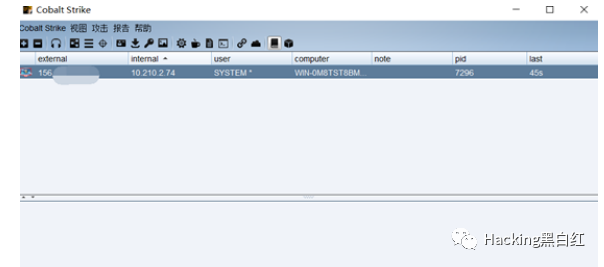 Cobalt Strike
Cobalt Strike 视图 攻击 报告 帮助
external internal user computer note pid last
156. 10.210.2.74 SYSTEM * WIN-0M8TST8BM... 7296 45s
Hacking黑白红